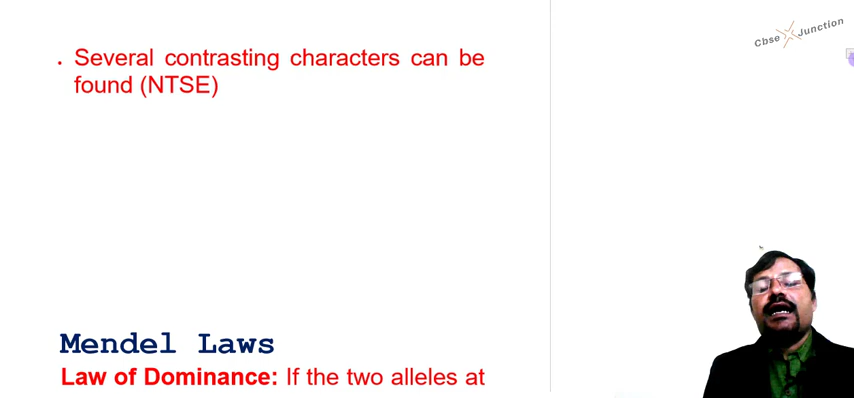 Cbse Junction
. Several contrasting characters can be
found (NTSE)
Mendel Laws
Law of Dominance: If the two alleles at